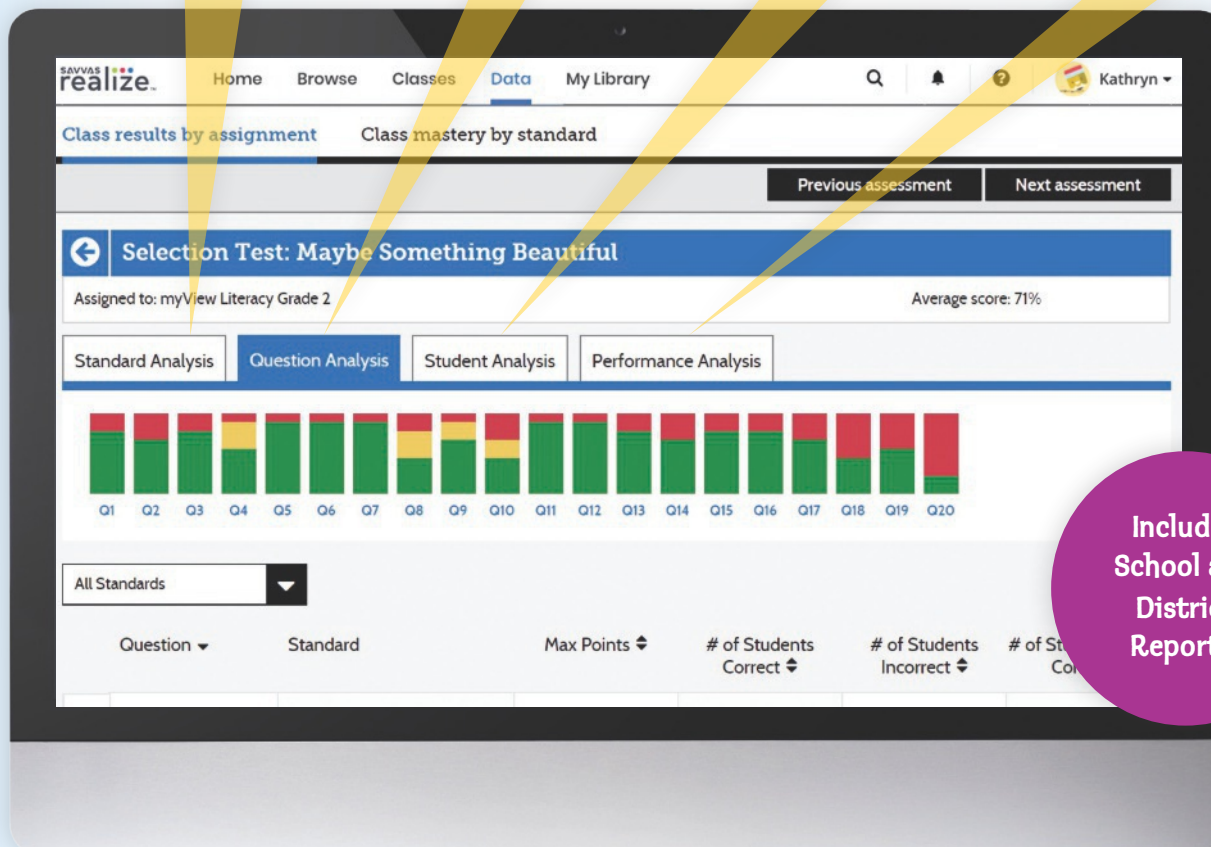 SAVVAS
realize™
Home Browse Classes Data My Library Kathryn
Class results by assignment Class mastery by standard
Previous assessment Next assessment
Selection Test: Maybe Something Beautiful
Assigned to: myView Literacy Grade 2 Average score: 71%
Standard Analysis Question Analysis Student Analysis Performance Analysis
Q1 Q2 Q3 Q4 Q5 Q6 Q7 Q8 Q9 Q10 Q11 Q12 Q13 Q14 Q15 Q16 Q17 Q18 Q19 Q20
All Standards
Question Standard Max Points # of Students Correct # of Students Incorrect # of
School